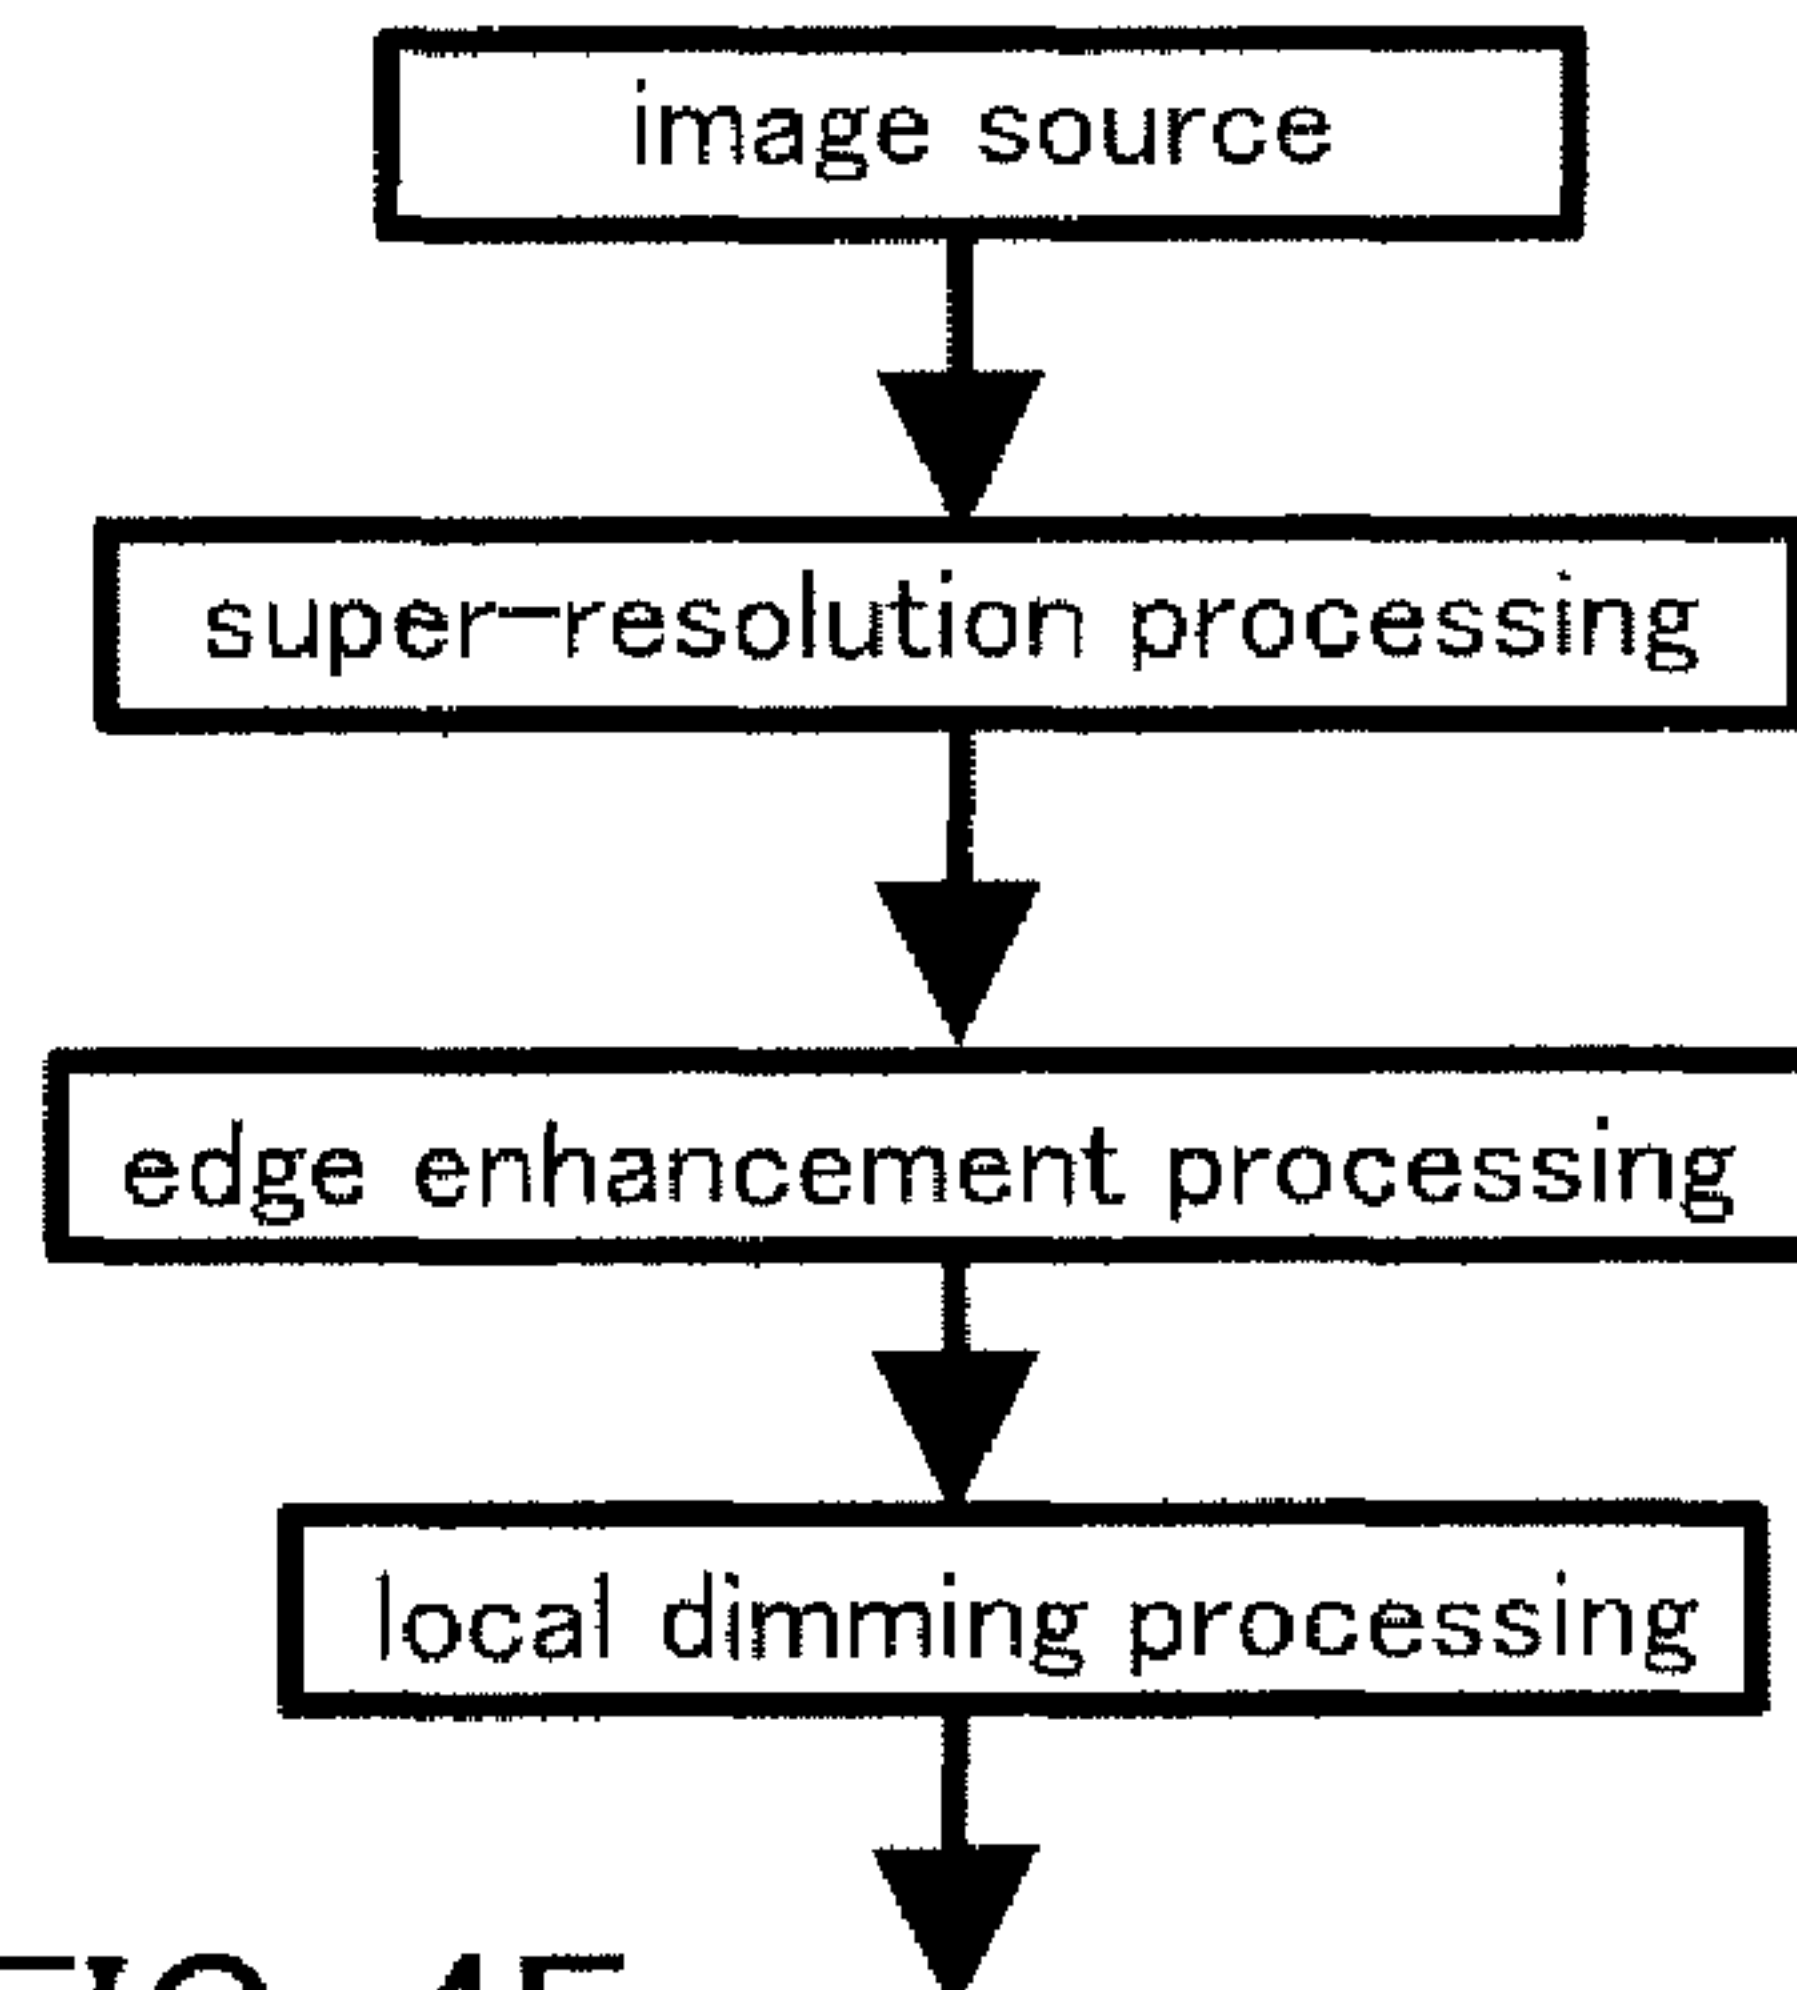 image source
super-resolution processing
edge enhancement processing
local dimming processing